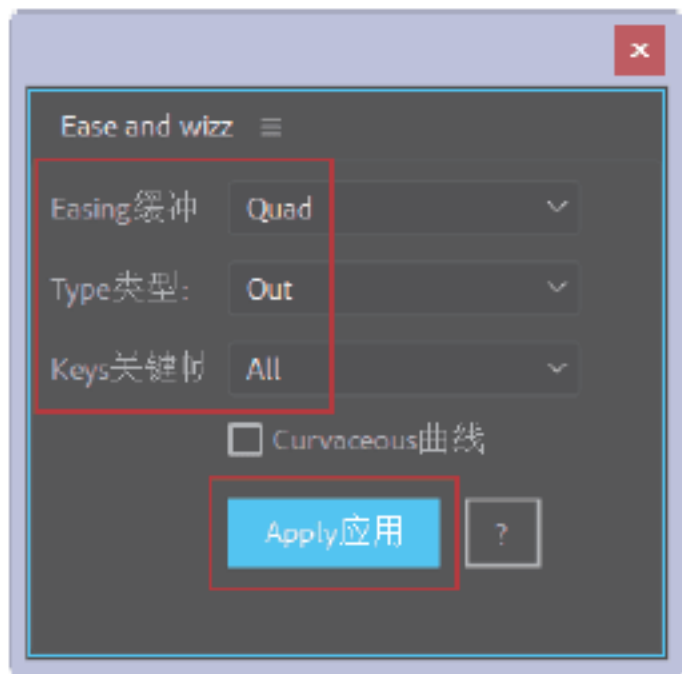 Ease and wizz
Easing缓冲 Quad
Type类型: Out
Keys关键帧 All
Curvaceous曲线
Apply应用 ?